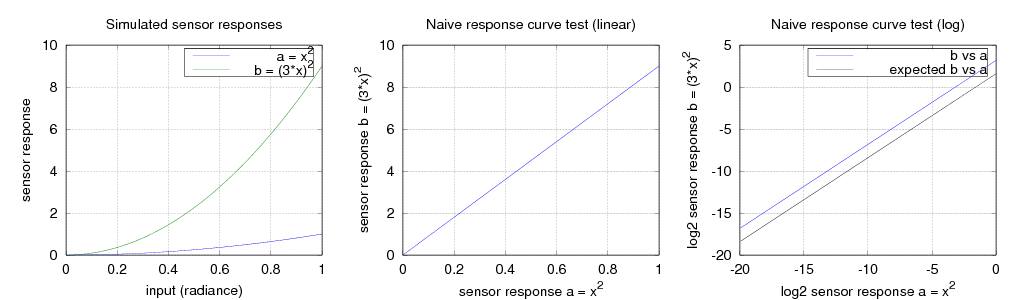 Simulated sensor responses
a = x²
b = (3*x)²
sensor response
10
8
6
4
2
0
0 0.2 0.4 0.6 0.8 1
input (radiance)
Naive response curve test (linear)
sensor response b = (3*x)²
10
8
6
4
2
0
0 0.2 0.4 0.6 0.8 1
sensor response a = x²
Naive response curve test (log)
b vs a
expected b vs a
log2 sensor response b = (3*x)²
5
0
-5
-10
-15
-20
-20 -15 -10 -5 0
log2 sensor response a = x²